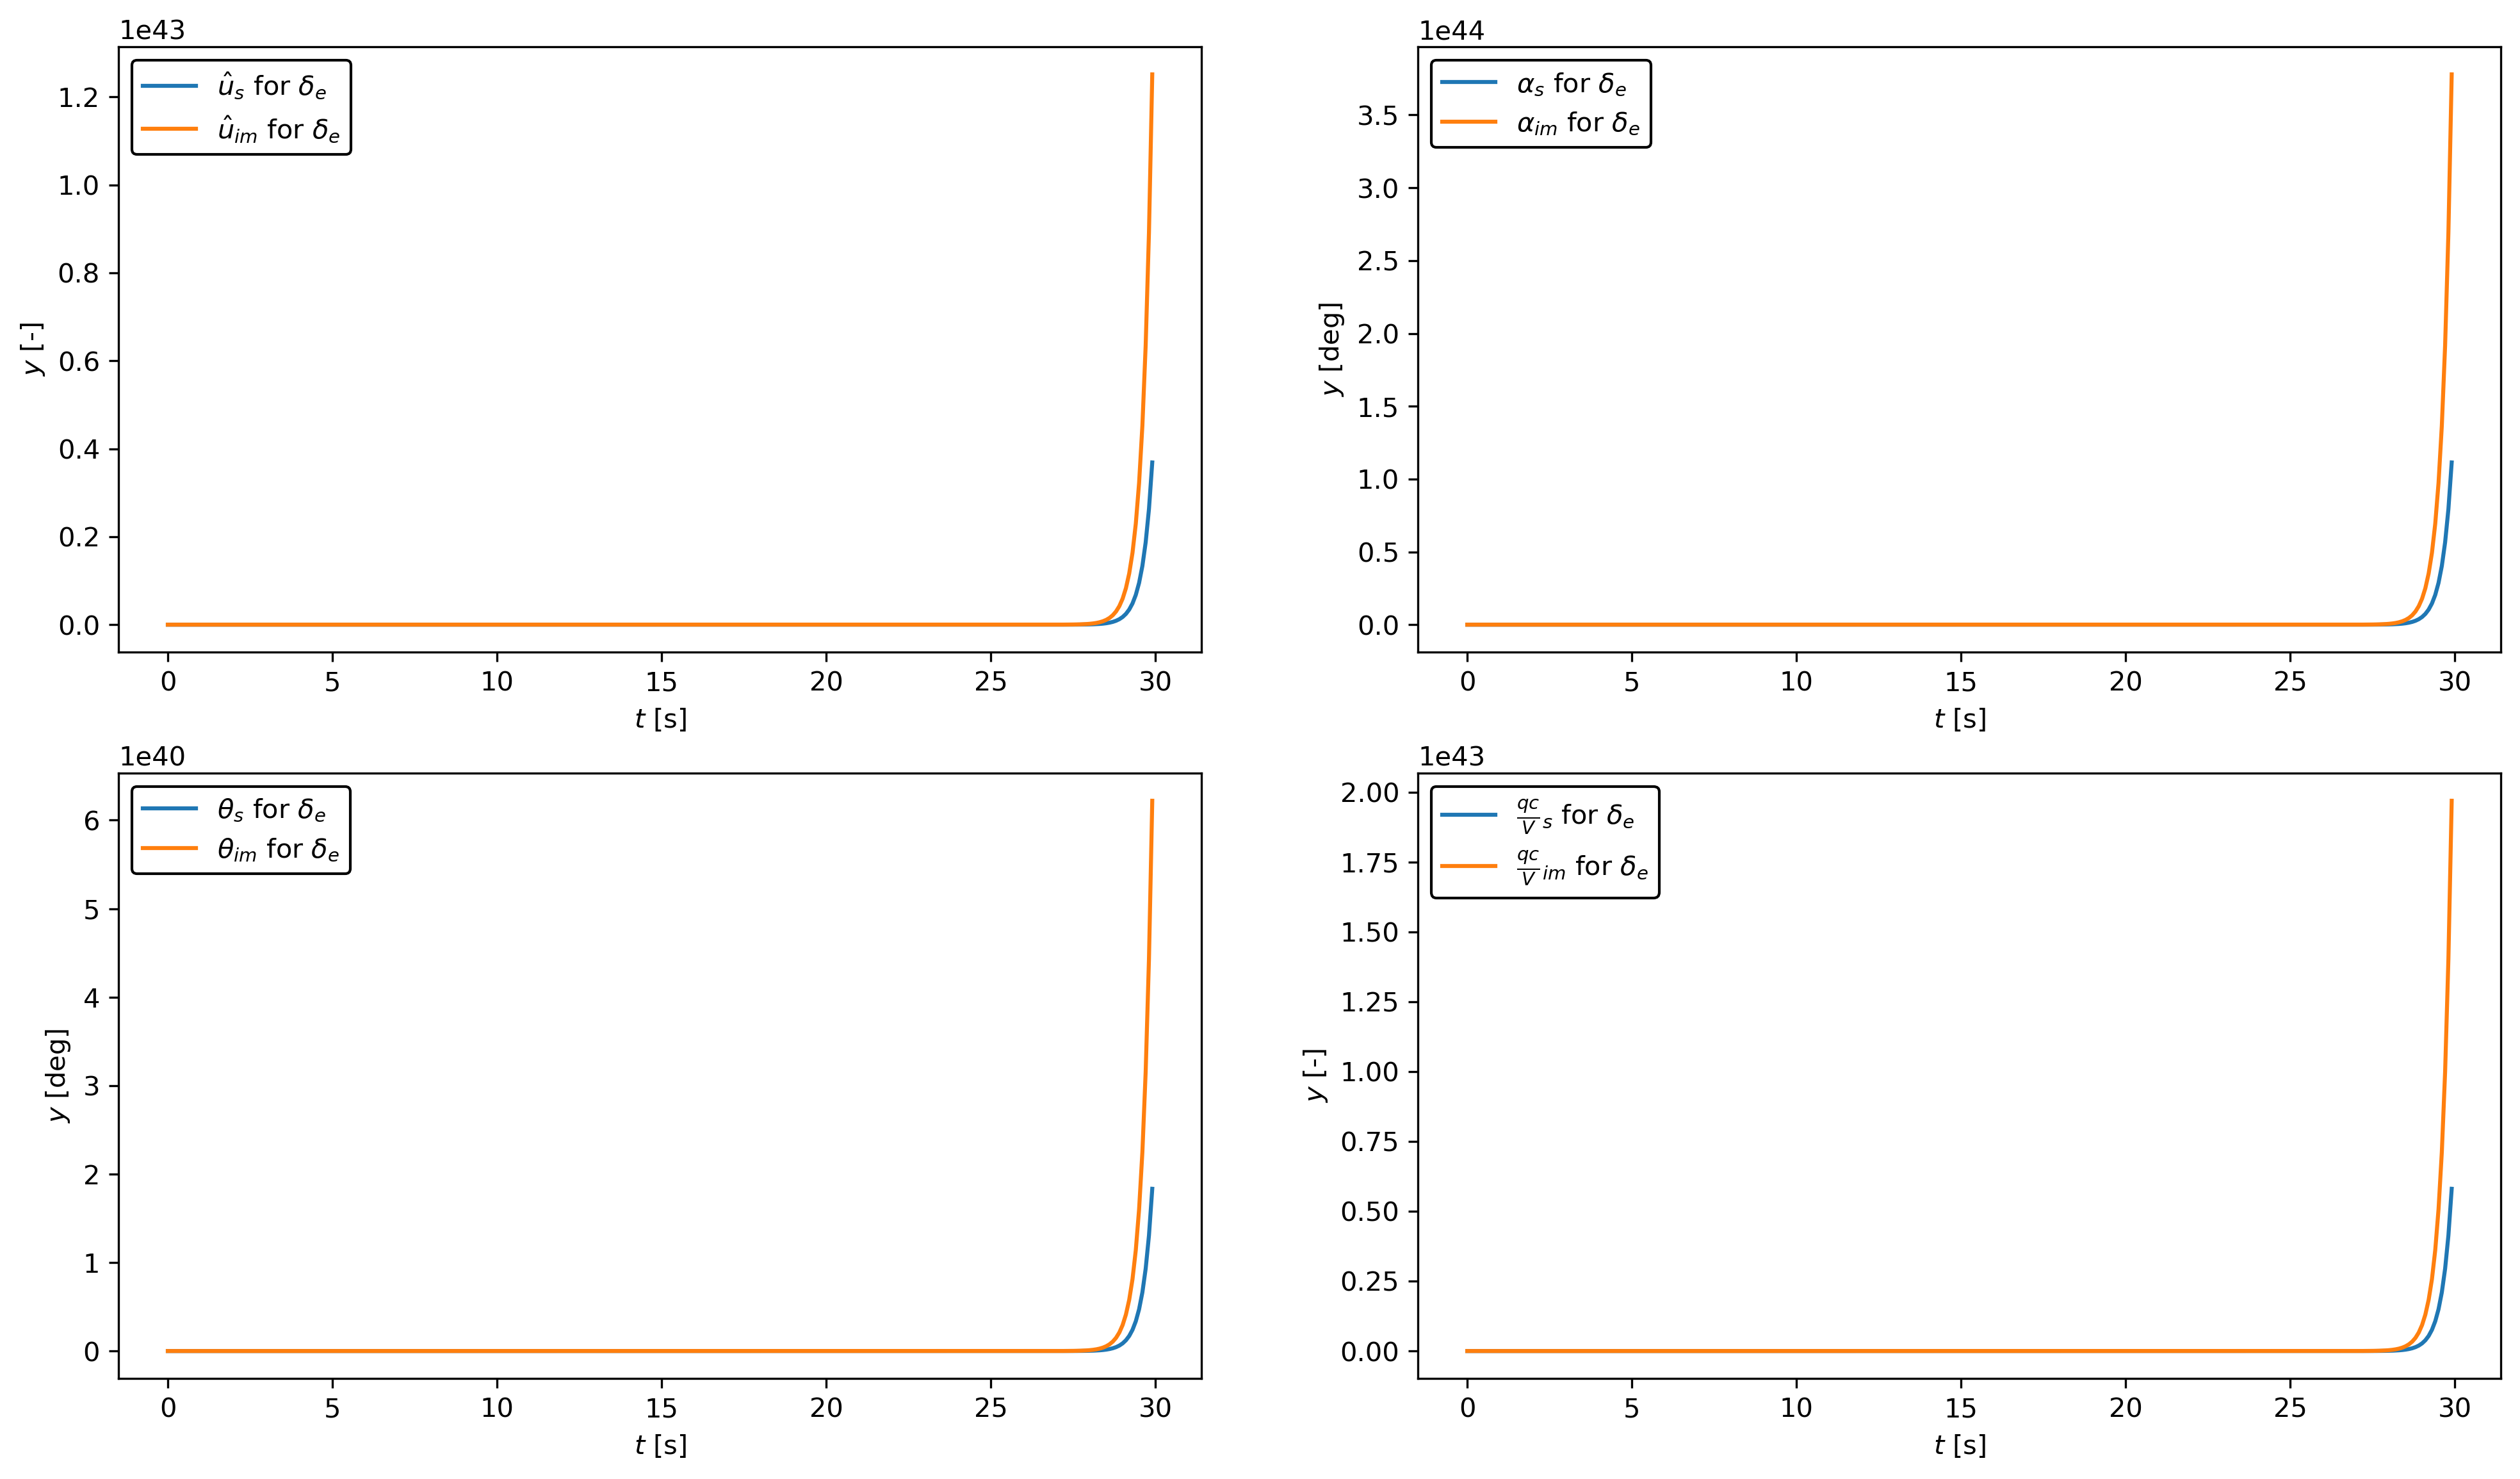 1e43
û_s for δ_e
û_im for δ_e
1.2
1.0
0.8
0.6
0.4
0.2
0.0
y [-]
0 5 10 15 20 25 30
t [s]
1e44
α_s for δ_e
α_im for δ_e
3.5
3.0
2.5
2.0
1.5
1.0
0.5
0.0
y [deg]
0 5 10 15 20 25 30
t [s]
1e40
θ_s for δ_e
θ_im for δ_e
6
5
4
3
2
1
0
y [deg]
0 5 10 15 20 25 30
t [s]
1e43
qc/V_s for δ_e
qc/V_im for δ_e
2.00
1.75
1.50
1.25
1.00
0.75
0.50
0.25
0.00
y [-]
0 5 10 15 20 25 30
t [s]